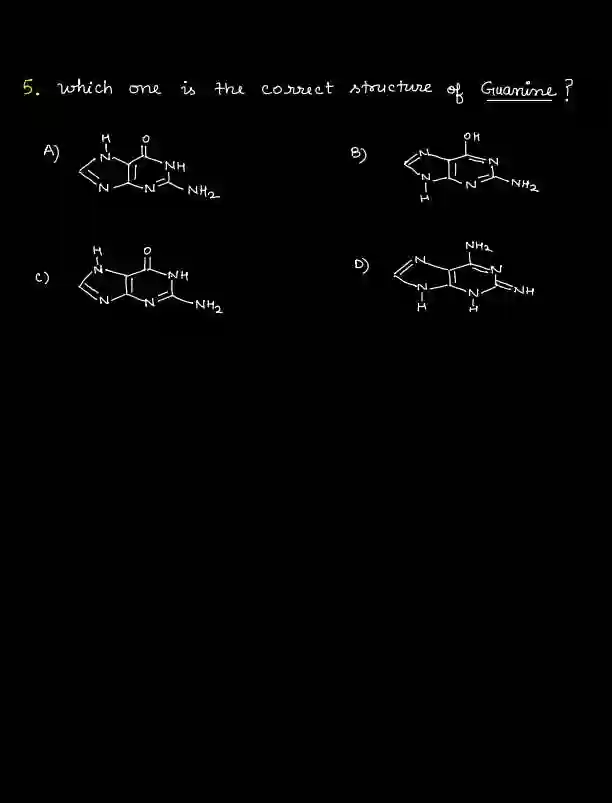 5. Which one is the correct structure of Guanine?
A) H N O NH N N NH2
B) OH N N N H N NH2
C) H N O NH N N NH2
D) NH2 N N N H N H NH